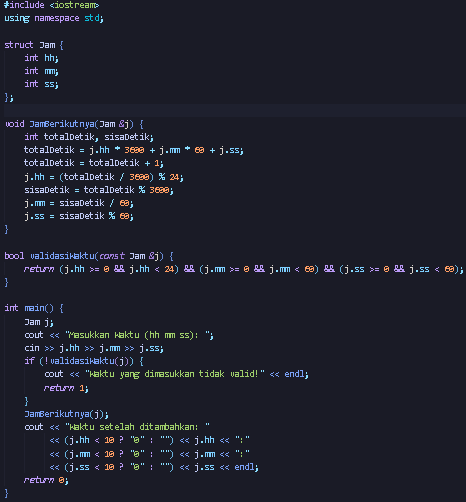 #include <iostream>
using namespace std;

struct Jam {
    int hh;
    int mm;
    int ss;
};

void JamBerikutnya(Jam &j) {
    int totalDetik, sisaDetik;
    totalDetik = j.hh * 3600 + j.mm * 60 + j.ss;
    totalDetik = totalDetik + 1;
    j.hh = (totalDetik / 3600) % 24;
    sisaDetik = totalDetik % 3600;
    j.mm = sisaDetik / 60;
    j.ss = sisaDetik % 60;
}

bool validasiWaktu(const Jam &j) {
    return (j.hh >= 0 && j.hh < 24) && (j.mm >= 0 && j.mm < 60) && (j.ss >= 0 && j.ss < 60);
}

int main() {
    Jam j;
    cout << "Masukkan Waktu (hh mm ss): ";
    cin >> j.hh >> j.mm >> j.ss;
    if (!validasiWaktu(j)) {
        cout << "Waktu yang dimasukkan tidak valid!" << endl;
        return 1;
    }
    JamBerikutnya(j);
    cout << "Waktu setelah ditambahkan: "
         << (j.hh < 10 ? "0" : "") << j.hh << ":"
         << (j.mm < 10 ? "0" : "") << j.mm << ":"
         << (j.ss < 10 ? "0" : "") << j.ss << endl;
    return 0;
}